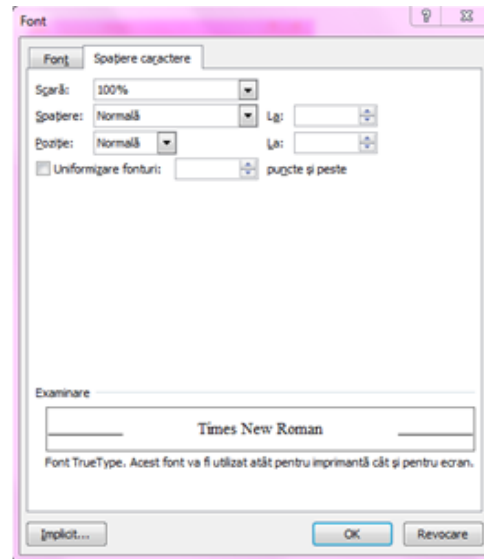 Font
Font Spațiere caractere
Scară: 100%
Spațiere: Normală La:
Poziție: Normală La:
Uniformizare fonturi: puncte și peste
Examinare
Times New Roman
Font TrueType. Acest font va fi utilizat atât pentru imprimantă cât și pentru ecran.
Implicit... OK Revocare